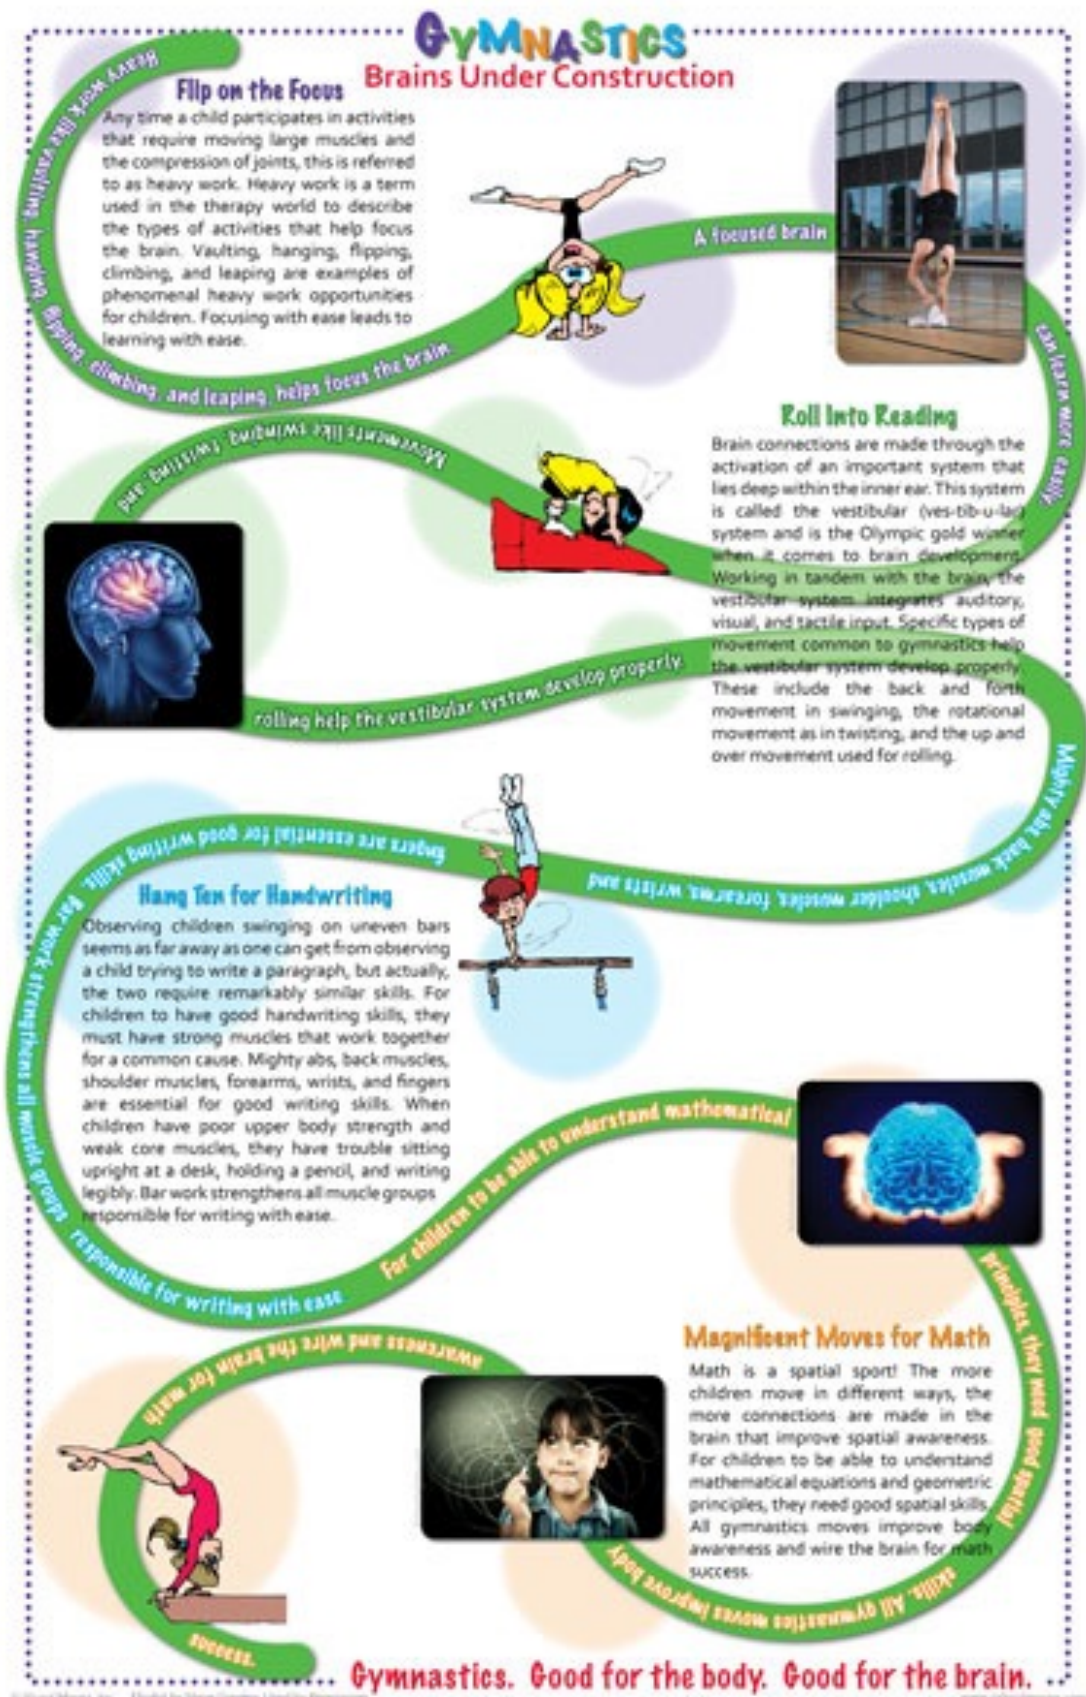 GYMNASTICS
Brains Under Construction
Flip on the Focus
Any time a child participates in activities
that require moving large muscles and
the compression of joints, this is referred
to as heavy work. Heavy work is a term
used in the therapy world to describe
the types of activities that help focus
the brain. Vaulting, hanging, flipping,
climbing, and leaping are examples of
phenomenal heavy work opportunities
for children. Focusing with ease leads to
learning with ease.
Heavy work like vaulting, hanging, flipping, climbing, and leaping, helps focus the brain.
A focused brain
can learn more easily
Roll Into Reading
Brain connections are made through the
activation of an important system that
lies deep within the inner ear. This system
is called the vestibular (ves-tib-u-lar)
system and is the Olympic gold winner
when it comes to brain development.
Working in tandem with the brain, the
vestibular system integrates auditory,
visual, and tactile input. Specific types of
movement common to gymnastics help
the vestibular system develop properly.
These include the back and forth
movement in swinging, the rotational
movement as in twisting, and the up and
over movement used for rolling.
Movements like swinging, twisting, and
rolling help the vestibular system develop properly.
Mighty abs, back muscles, shoulder muscles, forearms, wrists and
fingers are essential for good writing skills.
Bar work strengthens all muscle groups responsible for writing with ease
Hang Ten for Handwriting
Observing children swinging on uneven bars
seems as far away as one can get from observing
a child trying to write a paragraph, but actually,
the two require remarkably similar skills. For
children to have good handwriting skills, they
must have strong muscles that work together
for a common cause. Mighty abs, back muscles,
shoulder muscles, forearms, wrists, and fingers
are essential for good writing skills. When
children have poor upper body strength and
weak core muscles, they have trouble sitting
upright at a desk, holding a pencil, and writing
legibly. Bar work strengthens all muscle groups
responsible for writing with ease.
For children to be able to understand mathematical
principles, they need good spatial
skills. All gymnastics moves improve body
awareness and wire the brain for math
success.
Magnificent Moves for Math
Math is a spatial sport! The more
children move in different ways, the
more connections are made in the
brain that improve spatial awareness.
For children to be able to understand
mathematical equations and geometric
principles, they need good spatial skills.
All gymnastics moves improve body
awareness and wire the brain for math
success.
Gymnastics. Good for the body. Good for the brain.